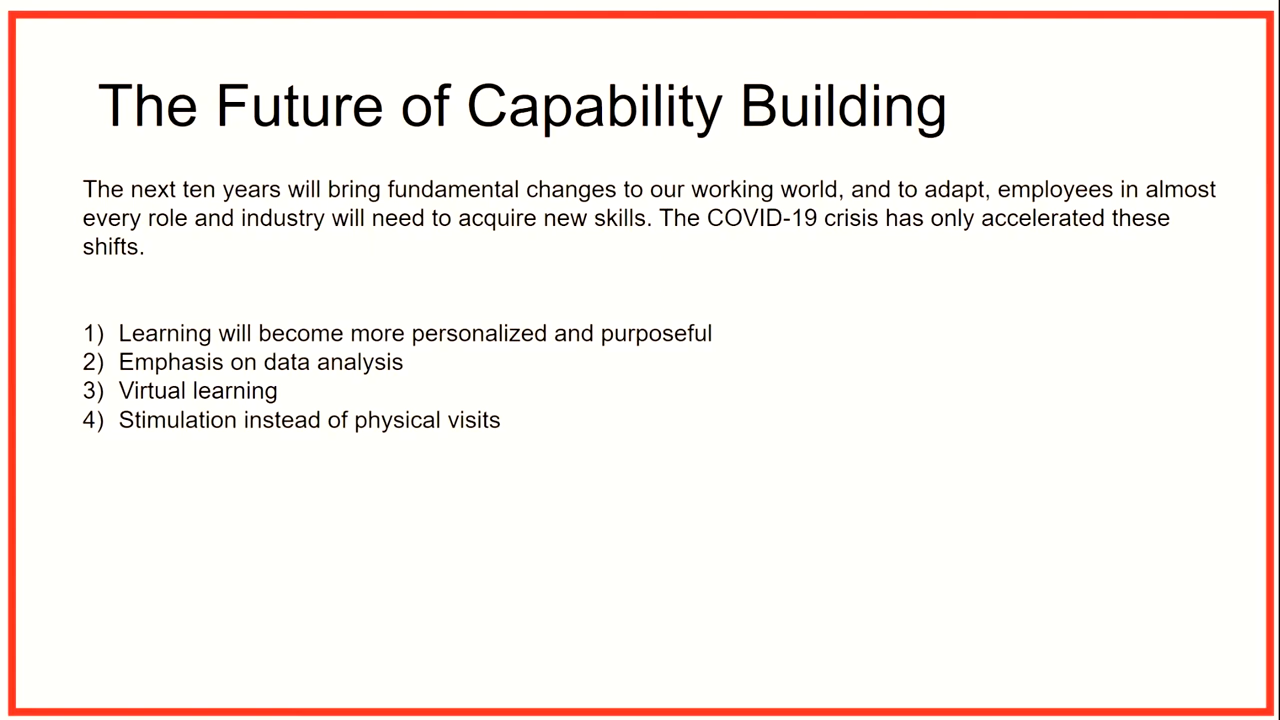 The Future of Capability Building
The next ten years will bring fundamental changes to our working world, and to adapt, employees in almost
every role and industry will need to acquire new skills. The COVID-19 crisis has only accelerated these
shifts.
1) Learning will become more personalized and purposeful
2) Emphasis on data analysis
3) Virtual learning
4) Stimulation instead of physical visits